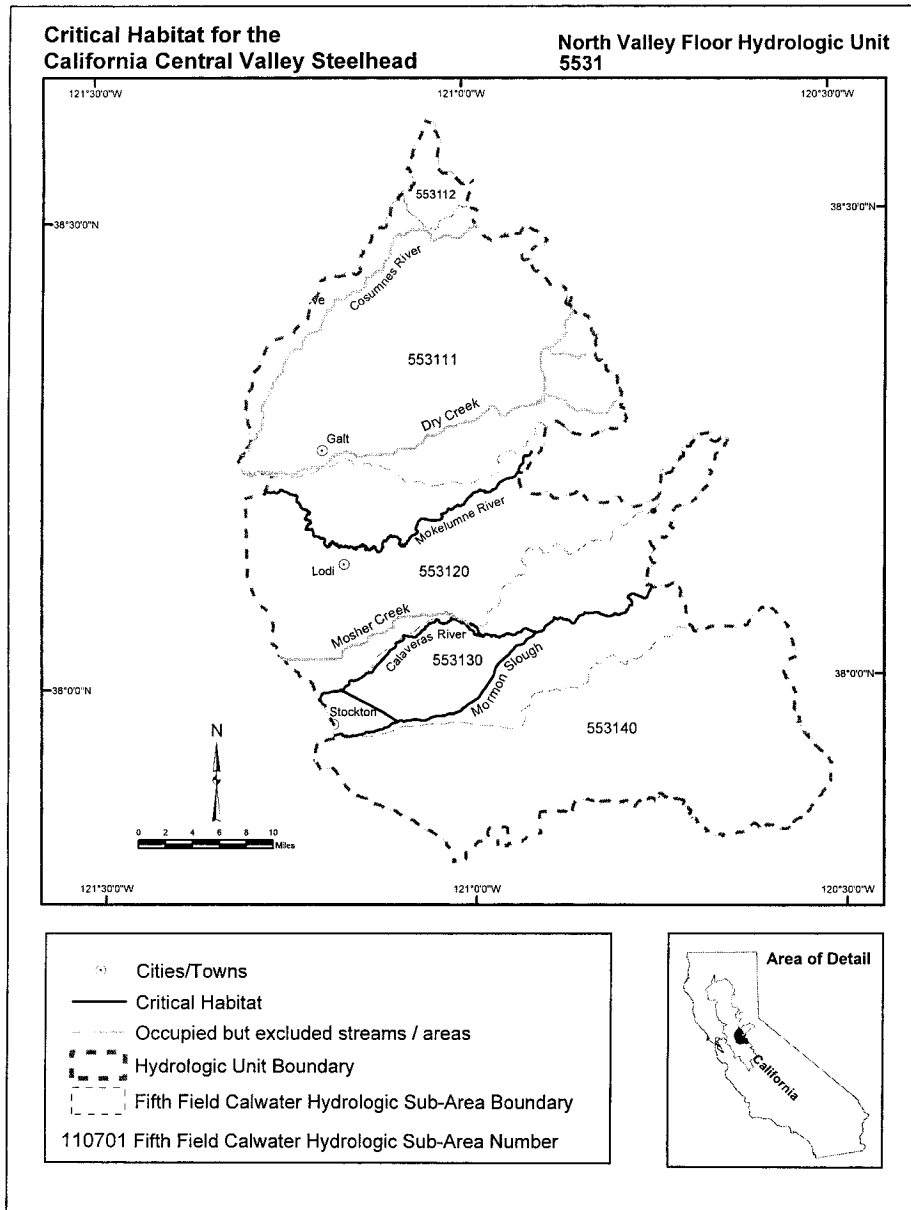 Critical Habitat for the
California Central Valley Steelhead
North Valley Floor Hydrologic Unit
5531
121°30'0"W
121°0'0"W
120°30'0"W
38°30'0"N
38°30'0"N
553112
Cosumnes River
553111
Dry Creek
Galt
Mokelumne River
Lodi
553120
Mosher Creek
Calaveras River
553130
Mormon Slough
38°0'0"N
38°0'0"N
Stockton
553140
N
0 2 4 6 8 10
Miles
121°30'0"W
121°0'0"W
120°30'0"W
Cities/Towns
Critical Habitat
Occupied but excluded streams / areas
Hydrologic Unit Boundary
Fifth Field Calwater Hydrologic Sub-Area Boundary
110701 Fifth Field Calwater Hydrologic Sub-Area Number
Area of Detail
California